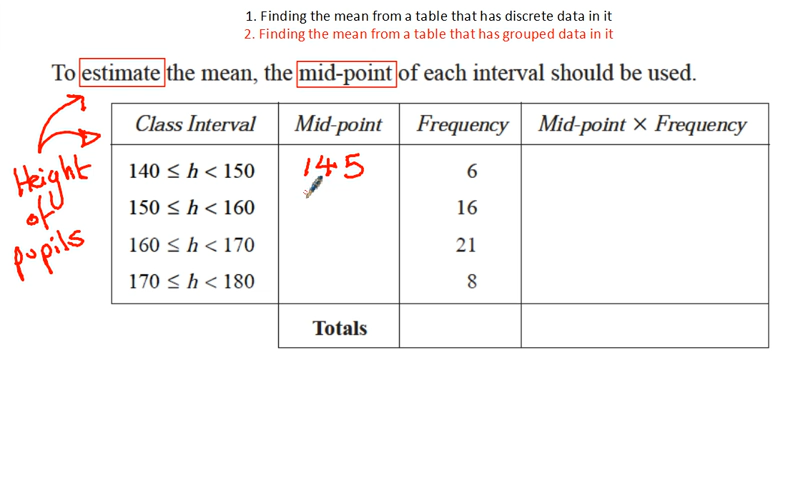 1. Finding the mean from a table that has discrete data in it
2. Finding the mean from a table that has grouped data in it
To estimate the mean, the mid-point of each interval should be used.
Class Interval Mid-point Frequency Mid-point × Frequency
140 ≤ h < 150 145 6
150 ≤ h < 160 16
160 ≤ h < 170 21
170 ≤ h < 180 8
Totals
Height
of
pupils